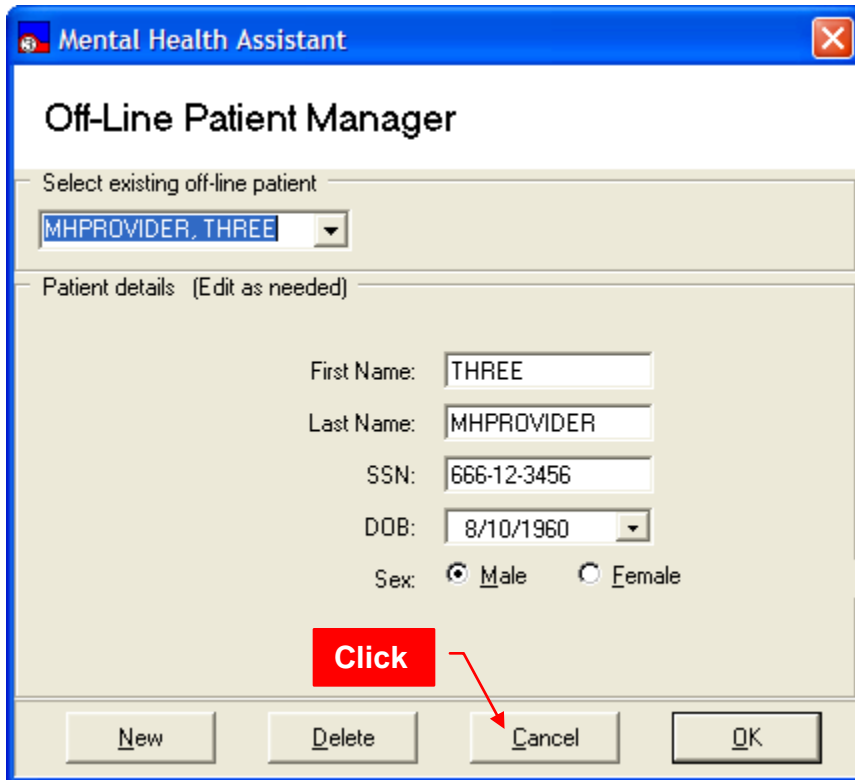 Mental Health Assistant
Off-Line Patient Manager
Select existing off-line patient
MHPROVIDER, THREE
Patient details (Edit as needed)
First Name: THREE
Last Name: MHPROVIDER
SSN: 666-12-3456
DOB: 8/10/1960
Sex: Male Female
Click
New Delete Cancel OK